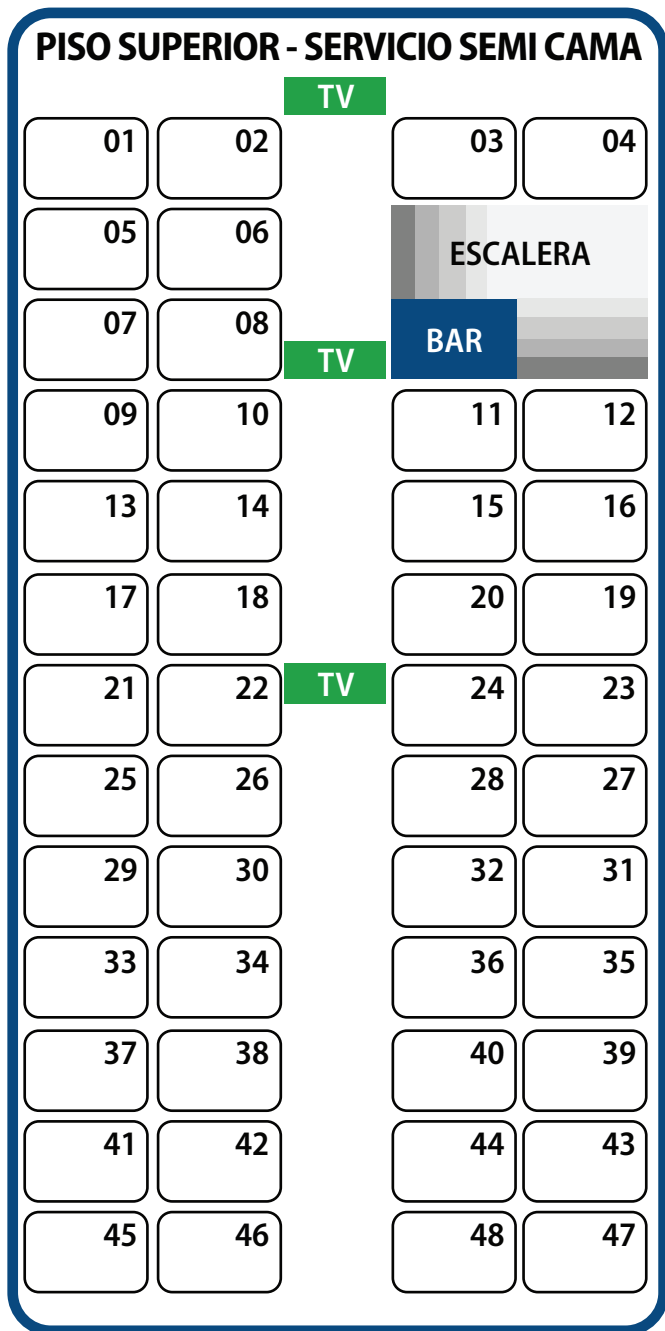 PISO SUPERIOR - SERVICIO SEMI CAMA
TV
01 02 03 04
05 06 ESCALERA
07 08 TV BAR
09 10 11 12
13 14 15 16
17 18 20 19
21 22 TV 24 23
25 26 28 27
29 30 32 31
33 34 36 35
37 38 40 39
41 42 44 43
45 46 48 47